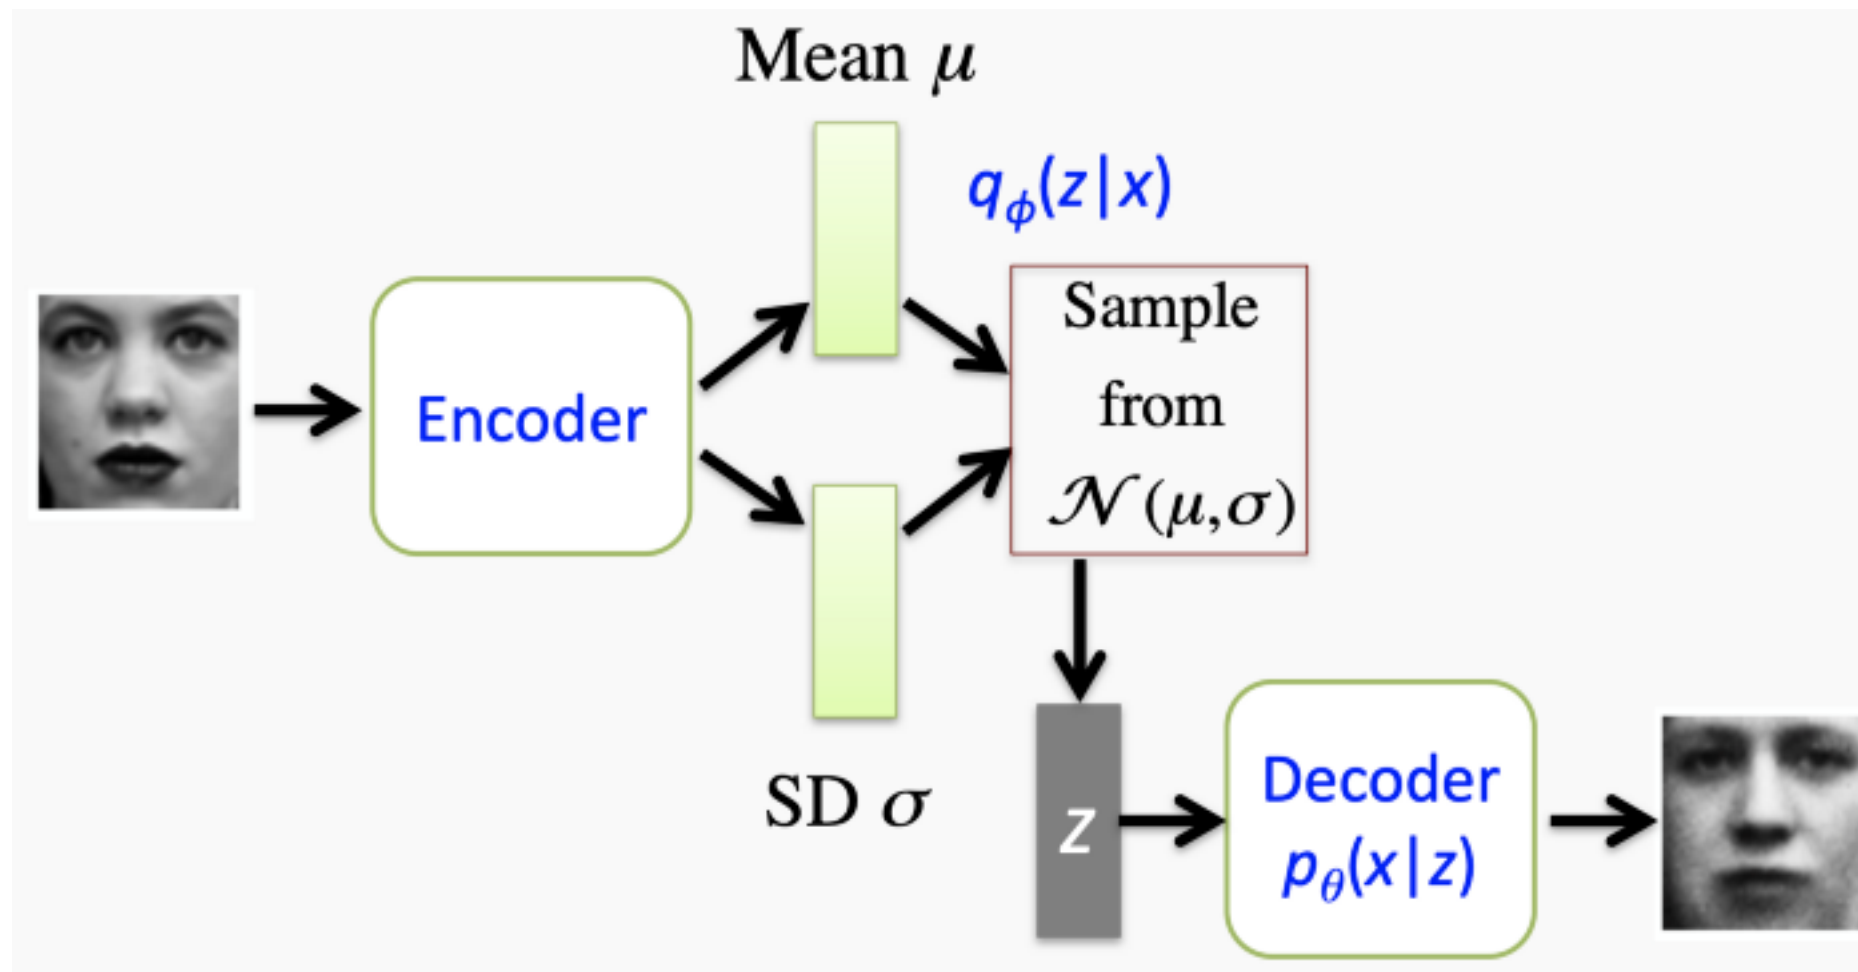 Mean μ
q_ϕ(z|x)
Encoder
Sample
from
𝒩(μ,σ)
SD σ
z
Decoder
p_θ(x|z)